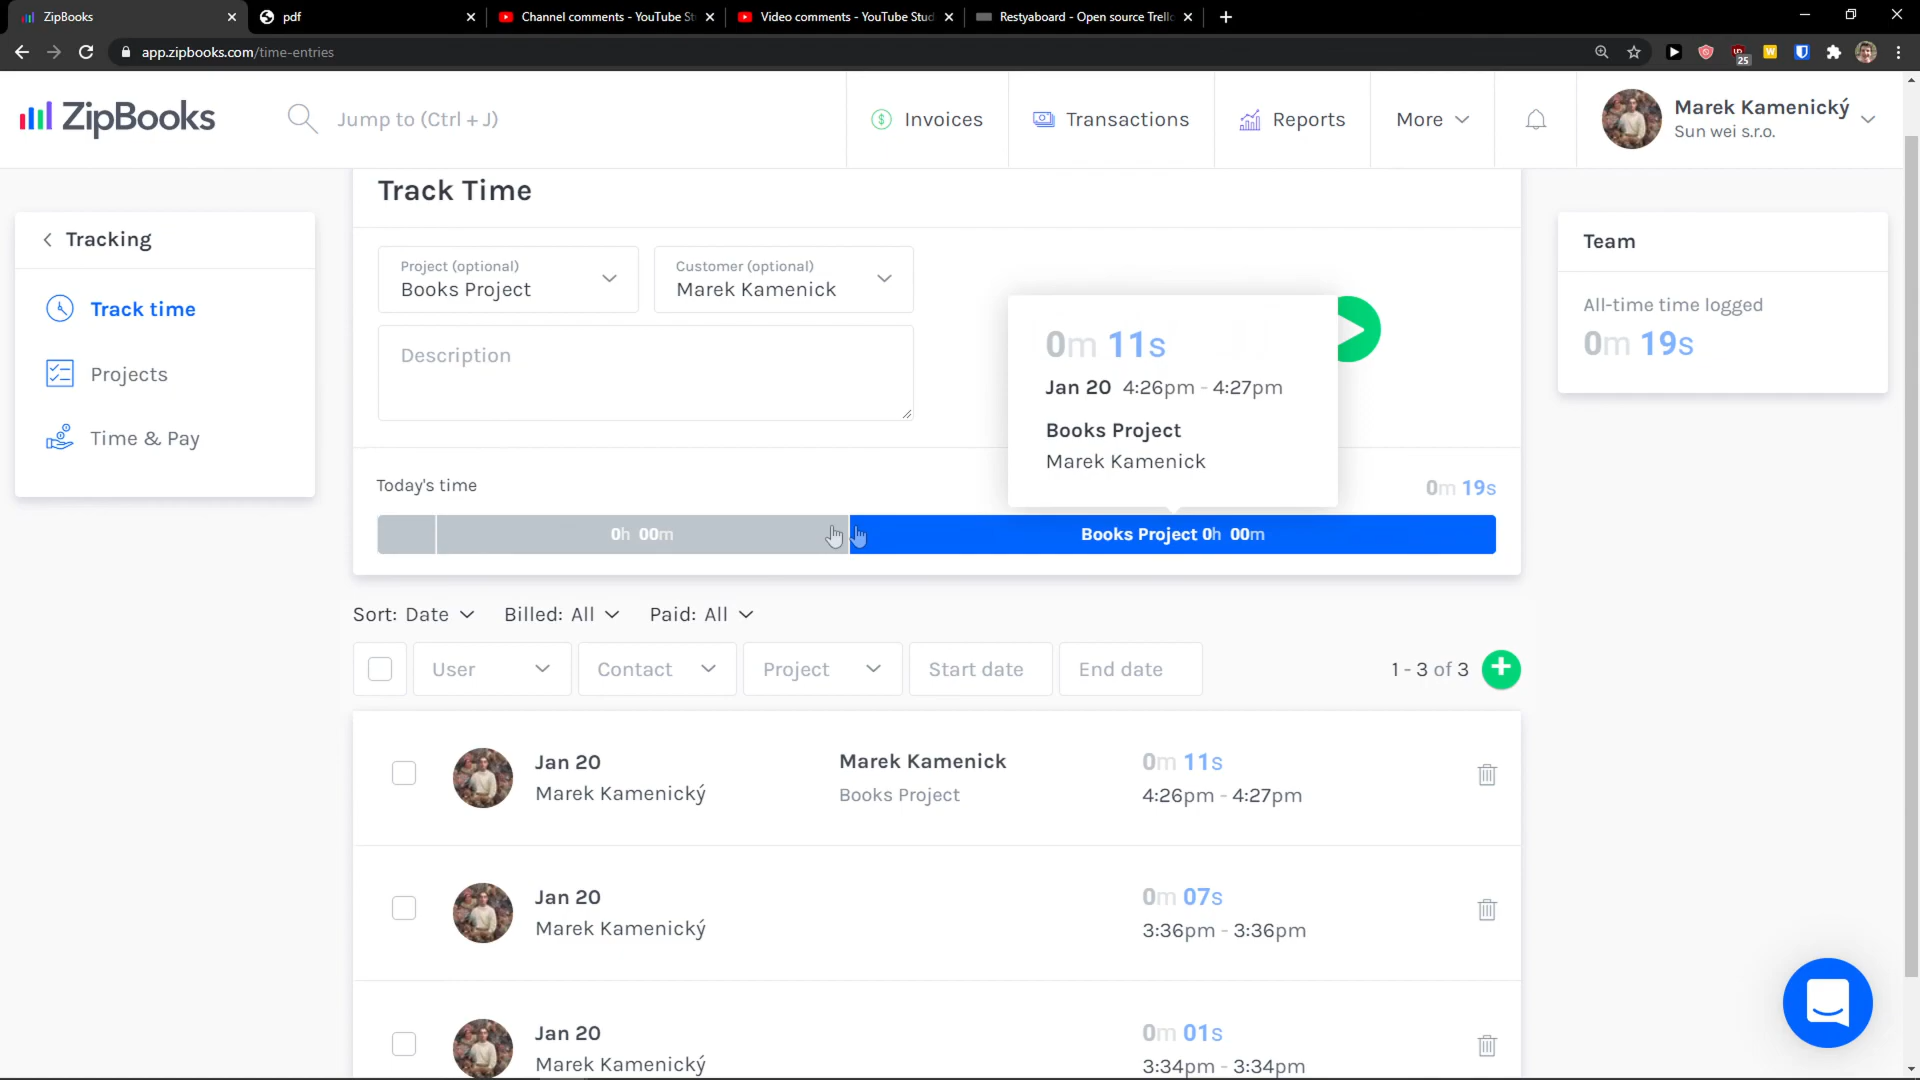 ZipBooks
pdf
Channel comments - YouTube St
Video comments - YouTube Stud
Restyaboard - Open source Trell
app.zipbooks.com/time-entries
25
ZipBooks
Jump to (Ctrl + J)
Invoices
Transactions
Reports
More
Marek Kamenický
Sun wei s.r.o.
Tracking
Track time
Projects
Time & Pay
Track Time
Project (optional)
Books Project
Customer (optional)
Marek Kamenick
Description
0m 11s
Jan 20 4:26pm - 4:27pm
Books Project
Marek Kamenick
Team
All-time time logged
0m 19s
Today's time
0m 19s
0h 00m
Books Project 0h 00m
Sort: Date
Billed: All
Paid: All
User
Contact
Project
Start date
End date
1 - 3 of 3
Jan 20
Marek Kamenický
Marek Kamenick
Books Project
0m 11s
4:26pm - 4:27pm
Jan 20
Marek Kamenický
0m 07s
3:36pm - 3:36pm
Jan 20
Marek Kamenický
0m 01s
3:34pm - 3:34pm